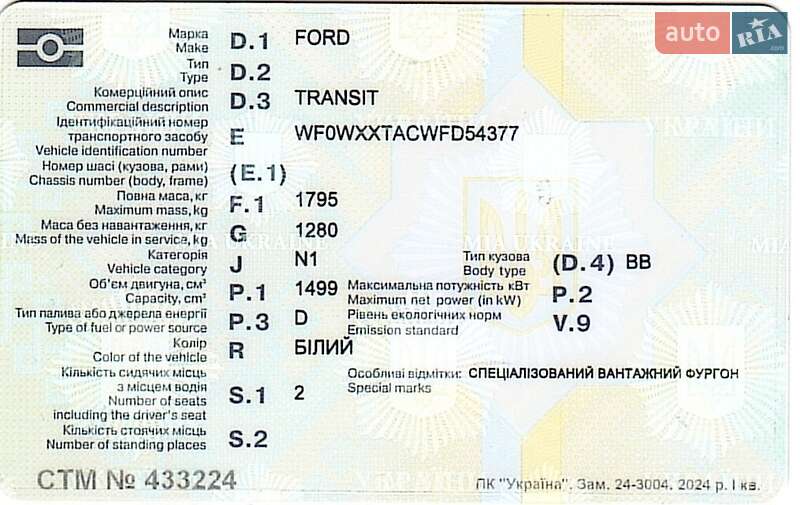 auto RIA .com
Марка
Make D.1 FORD
Тип
Type D.2
Комерційний опис
Commercial description D.3 TRANSIT
Ідентифікаційний номер
транспортного засобу
Vehicle identification number E WF0WXXTACWFD54377
Номер шасі (кузова, рами)
Chassis number (body, frame) (E.1)
Повна маса, кг
Maximum mass, kg F.1 1795
Маса без навантаження, кг
Mass of the vehicle in service, kg G 1280
MIA UKRAINE
Категорія
Vehicle category J N1
Тип кузова
Body type (D.4) ВВ
Об'єм двигуна, см³
Capacity, cm³ P.1 1499
Максимальна потужність кВт
Maximum net power (in kW) P.2
Тип палива або джерела енергії
Type of fuel or power source P.3 D
Рівень екологічних норм
Emission standard V.9
Колір
Color of the vehicle R БІЛИЙ
Особливі відмітки: СПЕЦІАЛІЗОВАНИЙ ВАНТАЖНИЙ ФУРГОН
Special marks
Кількість сидячих місць
з місцем водія
Number of seats
including the driver's seat S.1 2
Кількість стоячих місць
Number of standing places S.2
СТМ № 433224
ПК "Україна". Зам. 24-3004. 2024 р. I кв.